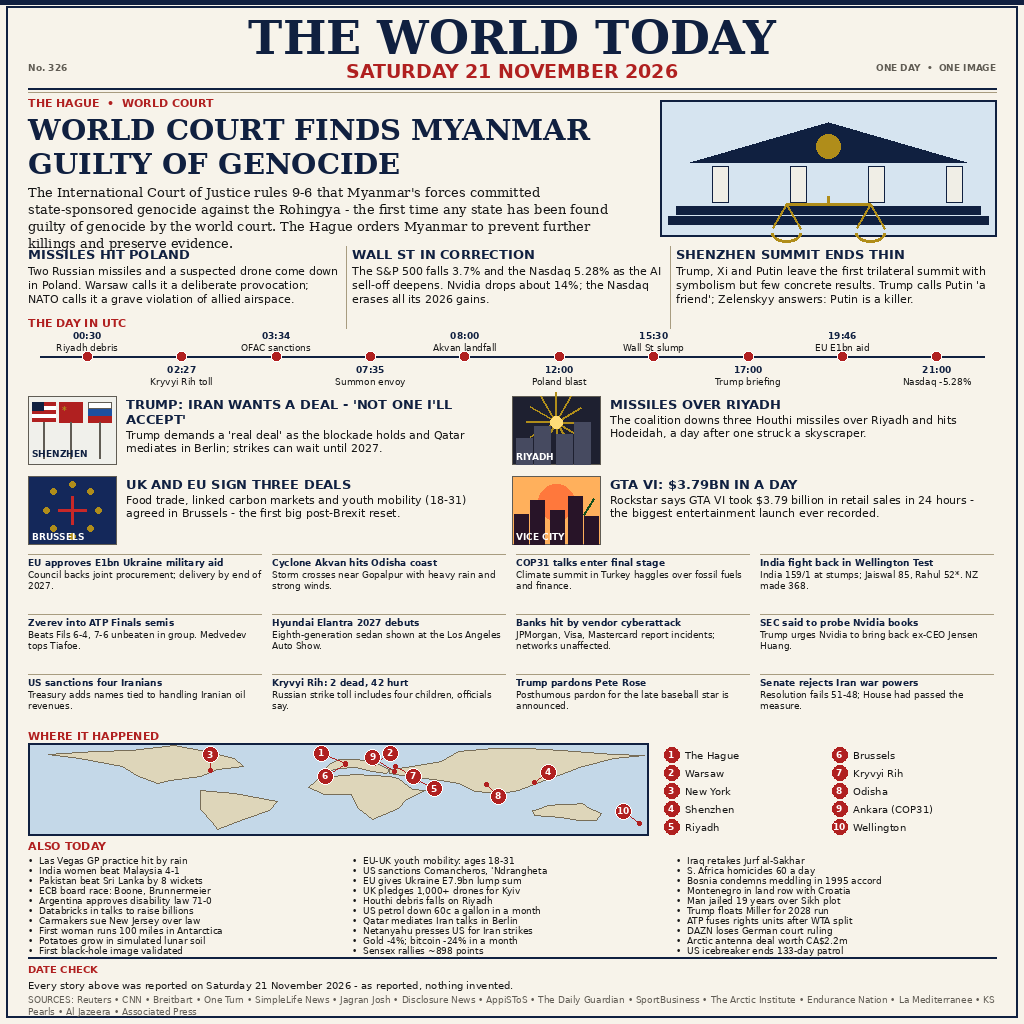 THE WORLD TODAY
No. 326
SATURDAY 21 NOVEMBER 2026
ONE DAY • ONE IMAGE
THE HAGUE • WORLD COURT
WORLD COURT FINDS MYANMAR
GUILTY OF GENOCIDE
The International Court of Justice rules 9-6 that Myanmar's forces committed
state-sponsored genocide against the Rohingya - the first time any state has been found
guilty of genocide by the world court. The Hague orders Myanmar to prevent further
killings and preserve evidence.
MISSILES HIT POLAND
Two Russian missiles and a suspected drone come down
in Poland. Warsaw calls it a deliberate provocation;
NATO calls it a grave violation of allied airspace.
WALL ST IN CORRECTION
The S&P 500 falls 3.7% and the Nasdaq 5.28% as the AI
sell-off deepens. Nvidia drops about 14%; the Nasdaq
erases all its 2026 gains.
SHENZHEN SUMMIT ENDS THIN
Trump, Xi and Putin leave the first trilateral summit with
symbolism but few concrete results. Trump calls Putin 'a
friend'; Zelenskyy answers: Putin is a killer.
THE DAY IN UTC
00:30
Riyadh debris
02:27
Kryvyi Rih toll
03:34
OFAC sanctions
07:35
Summon envoy
08:00
Akvan landfall
12:00
Poland blast
15:30
Wall St slump
17:00
Trump briefing
19:46
EU E1bn aid
21:00
Nasdaq -5.28%
SHENZHEN
TRUMP: IRAN WANTS A DEAL - 'NOT ONE I'LL
ACCEPT'
Trump demands a 'real deal' as the blockade holds and Qatar
mediates in Berlin; strikes can wait until 2027.
RIYADH
MISSILES OVER RIYADH
The coalition downs three Houthi missiles over Riyadh and hits
Hodeidah, a day after one struck a skyscraper.
BRUSSELS
UK AND EU SIGN THREE DEALS
Food trade, linked carbon markets and youth mobility (18-31)
agreed in Brussels - the first big post-Brexit reset.
VICE CITY
GTA VI: $3.79BN IN A DAY
Rockstar says GTA VI took $3.79 billion in retail sales in 24 hours -
the biggest entertainment launch ever recorded.
EU approves E1bn Ukraine military aid
Council backs joint procurement; delivery by end of
2027.
Cyclone Akvan hits Odisha coast
Storm crosses near Gopalpur with heavy rain and
strong winds.
COP31 talks enter final stage
Climate summit in Turkey haggles over fossil fuels
and finance.
India fight back in Wellington Test
India 159/1 at stumps; Jaiswal 85, Rahul 52*. NZ
made 368.
Zverev into ATP Finals semis
Beats Fils 6-4, 7-6 unbeaten in group. Medvedev
tops Tiafoe.
Hyundai Elantra 2027 debuts
Eighth-generation sedan shown at the Los Angeles
Auto Show.
Banks hit by vendor cyberattack
JPMorgan, Visa, Mastercard report incidents;
networks unaffected.
SEC said to probe Nvidia books
Trump urges Nvidia to bring back ex-CEO Jensen
Huang.
US sanctions four Iranians
Treasury adds names tied to handling Iranian oil
revenues.
Kryvyi Rih: 2 dead, 42 hurt
Russian strike toll includes four children, officials
say.
Trump pardons Pete Rose
Posthumous pardon for the late baseball star is
announced.
Senate rejects Iran war powers
Resolution fails 51-48; House had passed the
measure.
WHERE IT HAPPENED
3
1
9
2
6
7
5
4
8
10
1 The Hague
2 Warsaw
3 New York
4 Shenzhen
5 Riyadh
6 Brussels
7 Kryvyi Rih
8 Odisha
9 Ankara (COP31)
10 Wellington
ALSO TODAY
• Las Vegas GP practice hit by rain
• India women beat Malaysia 4-1
• Pakistan beat Sri Lanka by 8 wickets
• ECB board race: Boone, Brunnermeier
• Argentina approves disability law 71-0
• Databricks in talks to raise billions
• Carmakers sue New Jersey over law
• First woman runs 100 miles in Antarctica
• Potatoes grow in simulated lunar soil
• First black-hole image validated
• EU-UK youth mobility: ages 18-31
• US sanctions Comancheros, 'Ndrangheta
• EU gives Ukraine E7.9bn lump sum
• UK pledges 1,000+ drones for Kyiv
• Houthi debris falls on Riyadh
• US petrol down 60c a gallon in a month
• Qatar mediates Iran talks in Berlin
• Netanyahu presses US for Iran strikes
• Gold -4%; bitcoin -24% in a month
• Sensex rallies ~898 points
• Iraq retakes Jurf al-Sakhar
• S. Africa homicides 60 a day
• Bosnia condemns meddling in 1995 accord
• Montenegro in land row with Croatia
• Man jailed 19 years over Sikh plot
• Trump floats Miller for 2028 run
• ATP fuses rights units after WTA split
• DAZN loses German court ruling
• Arctic antenna deal worth CA$2.2m
• US icebreaker ends 133-day patrol
DATE CHECK
Every story above was reported on Saturday 21 November 2026 - as reported, nothing invented.
SOURCES: Reuters • CNN • Breitbart • One Turn • SimpleLife News • Jagran Josh • Disclosure News • AppiSToS • The Daily Guardian • SportBusiness • The Arctic Institute • Endurance Nation • La Mediterranee • KS
Pearls • Al Jazeera • Associated Press